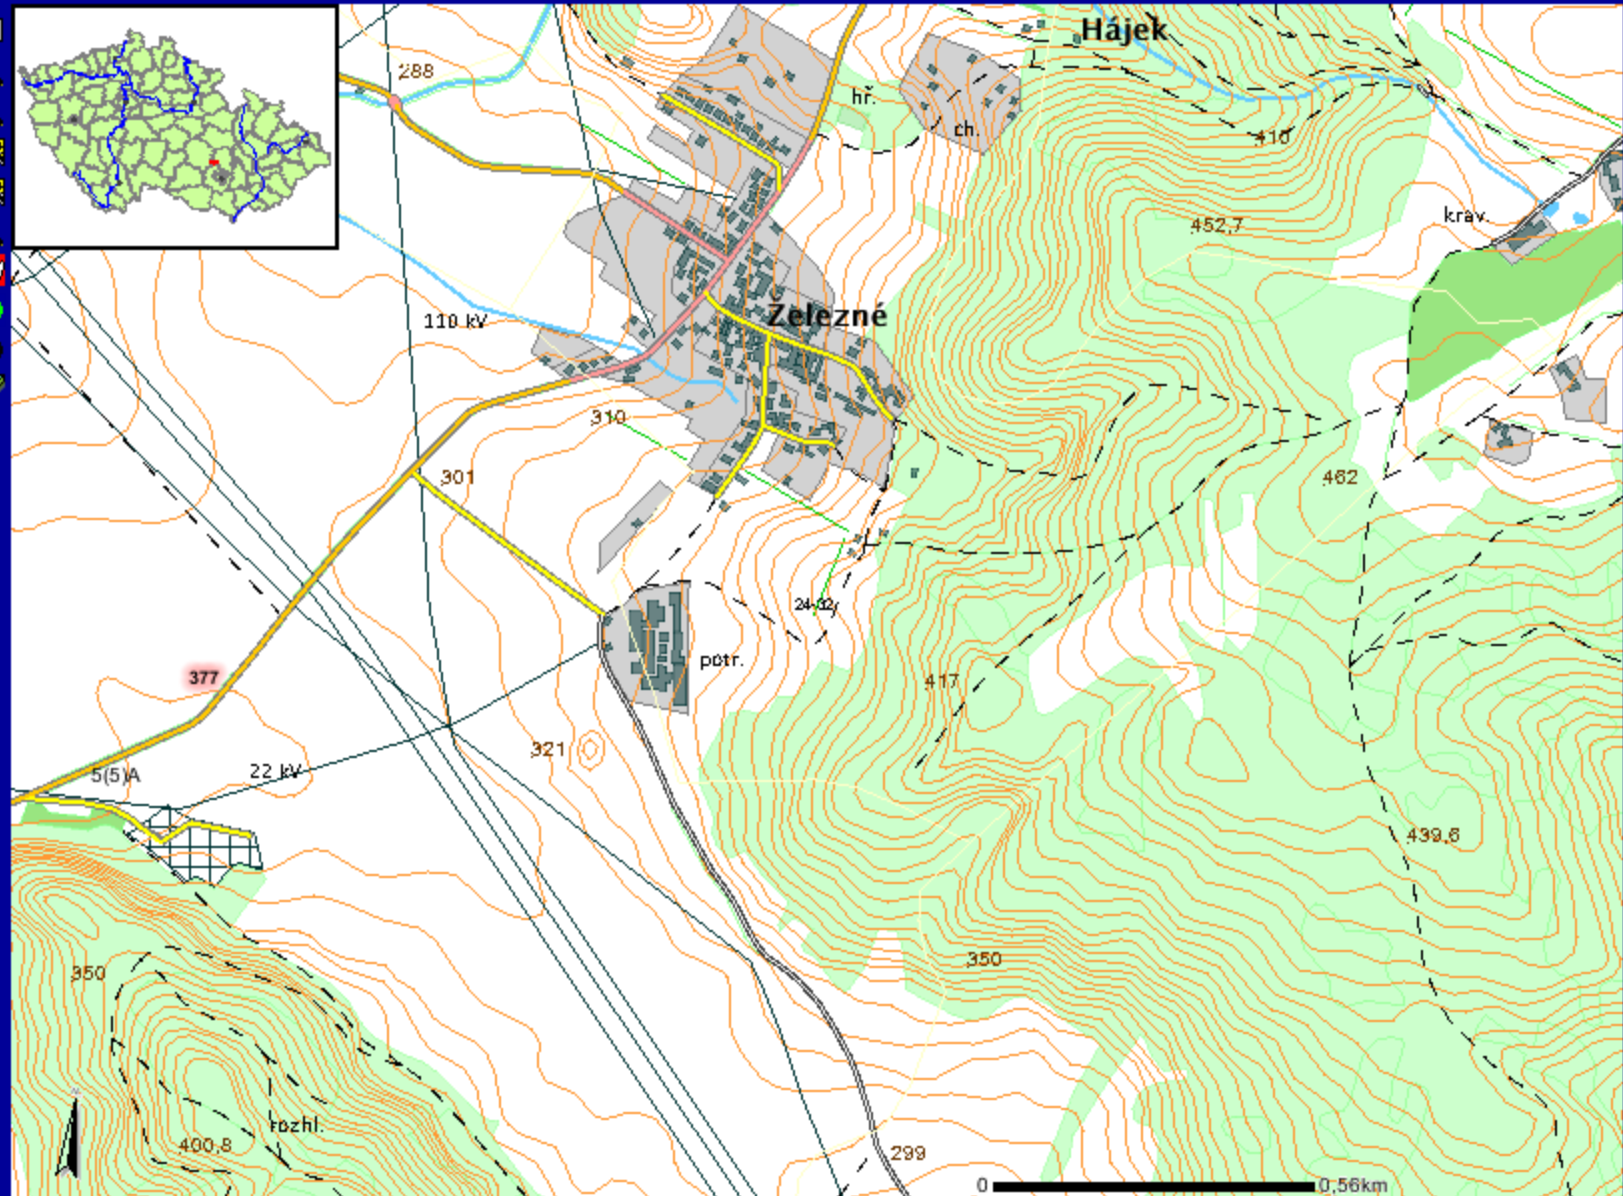 Hájek
288
hř.
ch.
410
452,7
krav.
Železné
110 kV
310
301
462
24-32
potr.
377
417
321
5(5)A
22 kV
439,6
350
350
rozhl.
400,8
299
0
0,56km